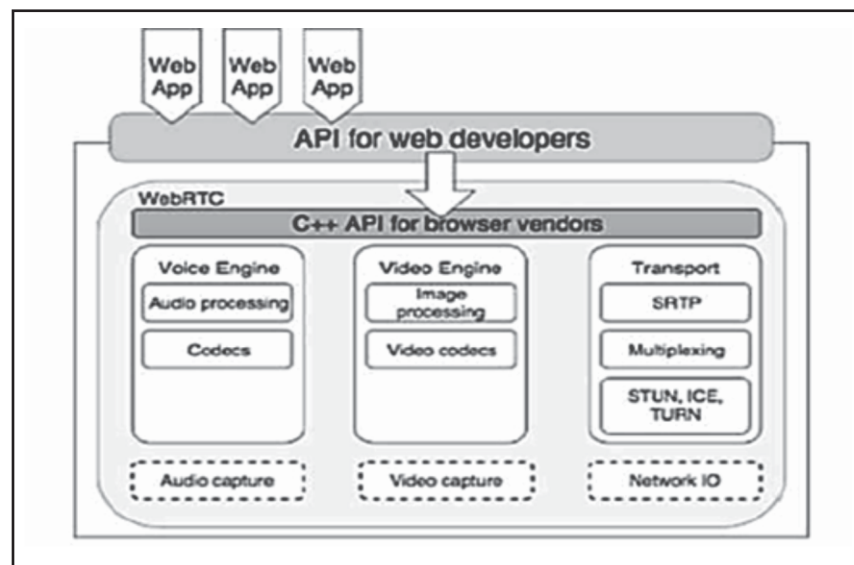 Web
App
Web
App
Web
App
API for web developers
WebRTC
C++ API for browser vendors
Voice Engine
Audio processing
Codecs
Video Engine
Image
processing
Video codecs
Transport
SRTP
Multiplexing
STUN, ICE,
TURN
Audio capture
Video capture
Network IO